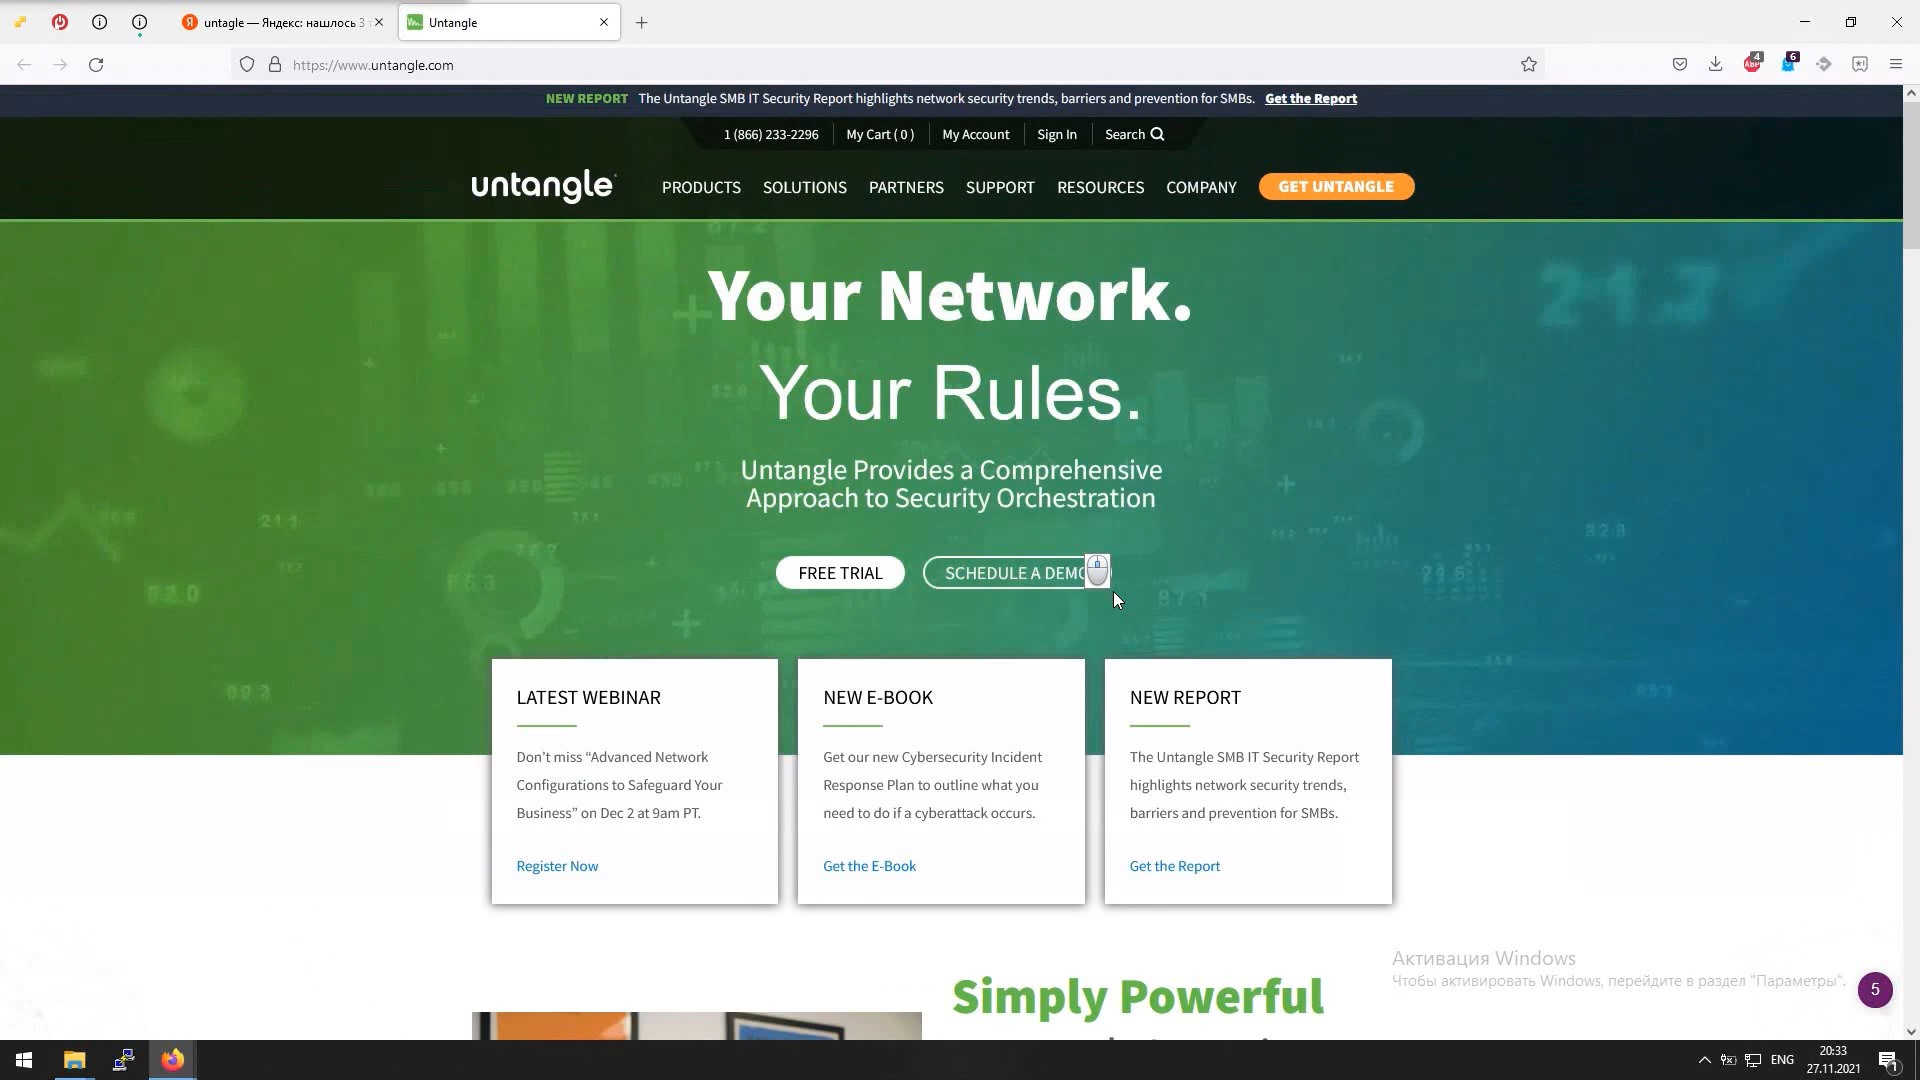 untagle — Яндекс: нашлось 3
Untangle
https://www.untangle.com
4
6
NEW REPORT The Untangle SMB IT Security Report highlights network security trends, barriers and prevention for SMBs. Get the Report
1 (866) 233-2296 My Cart ( 0 ) My Account Sign In Search
untangle PRODUCTS SOLUTIONS PARTNERS SUPPORT RESOURCES COMPANY GET UNTANGLE
Your Network.
Your Rules.
Untangle Provides a Comprehensive
Approach to Security Orchestration
FREE TRIAL SCHEDULE A DEMO
LATEST WEBINAR
Don’t miss “Advanced Network
Configurations to Safeguard Your
Business” on Dec 2 at 9am PT.
Register Now
NEW E-BOOK
Get our new Cybersecurity Incident
Response Plan to outline what you
need to do if a cyberattack occurs.
Get the E-Book
NEW REPORT
The Untangle SMB IT Security Report
highlights network security trends,
barriers and prevention for SMBs.
Get the Report
Simply Powerful
Активация Windows
Чтобы активировать Windows, перейдите в раздел "Параметры".
5
ENG
20:33
27.11.2021
1